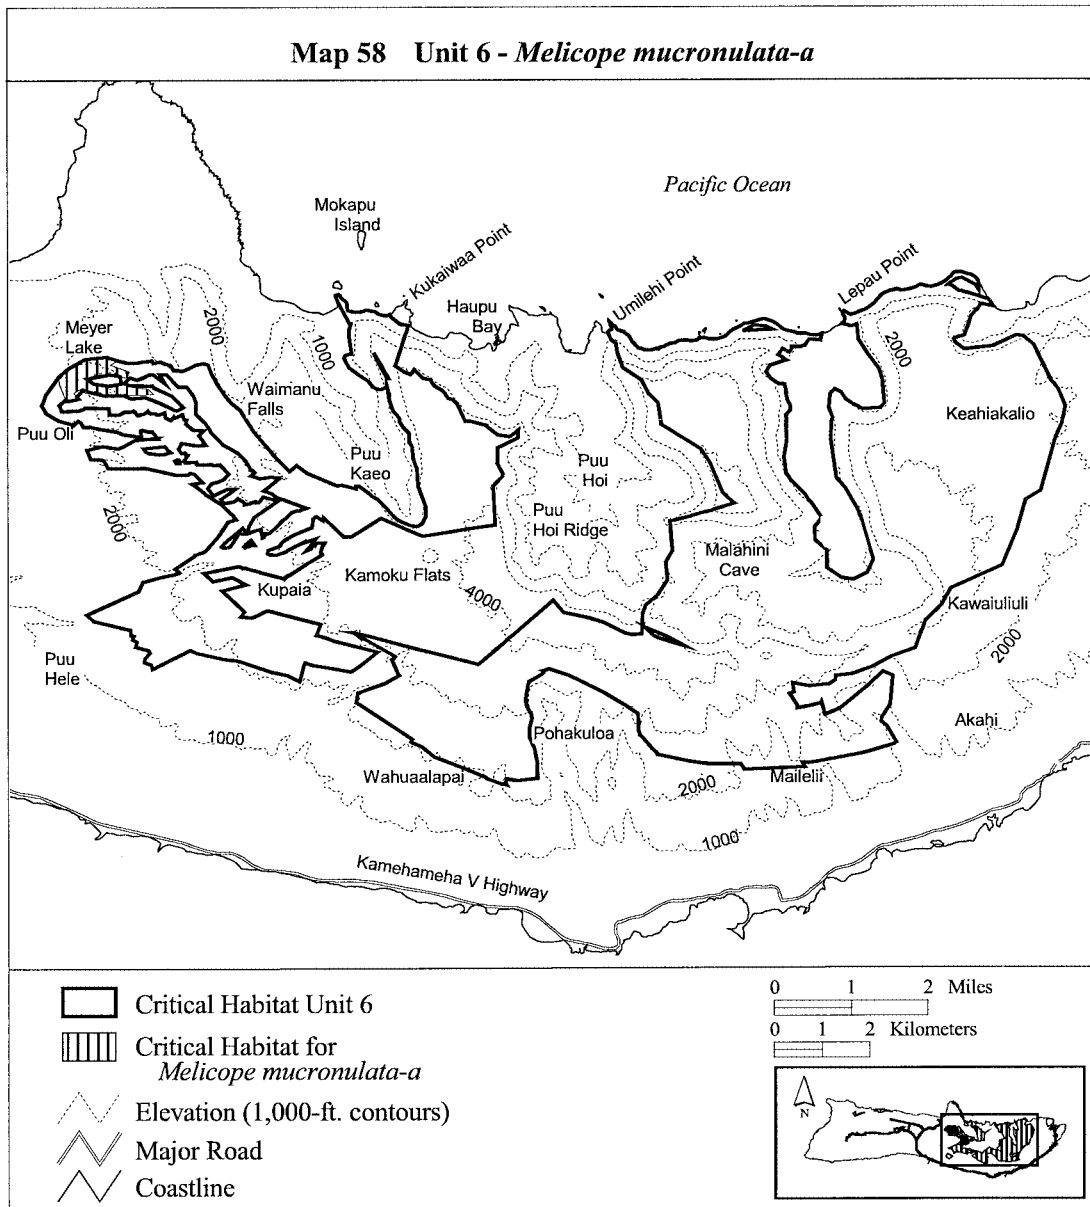 Map 58 Unit 6 - Melicope mucronulata-a
Pacific Ocean
Mokapu
Island
Kukaiwaa Point
Haupu
Bay
Umilehi Point
Lepau Point
Meyer
Lake
2000
1000
2000
Waimanu
Falls
Keahiakalio
Puu Oli
Puu
Kaeo
Puu
Hoi
2000
Puu
Hoi Ridge
Malahini
Cave
Kamoku Flats
Kupaia
4000
Kawaiuliuli
2000
Puu
Hele
Akahi
1000
Pohakuloa
Wahuaalapai
Mailelii
2000
1000
Kamehameha V Highway
Critical Habitat Unit 6
Critical Habitat for
Melicope mucronulata-a
Elevation (1,000-ft. contours)
Major Road
Coastline
0 1 2 Miles
0 1 2 Kilometers
N